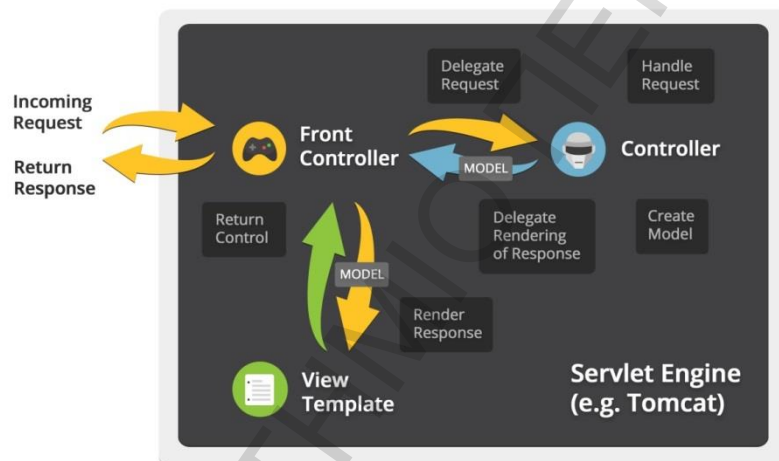 Incoming
Request
Return
Response
Front
Controller
Delegate
Request
Handle
Request
Controller
MODEL
Return
Control
Delegate
Rendering
of Response
Create
Model
MODEL
Render
Response
View
Template
Servlet Engine
(e.g. Tomcat)